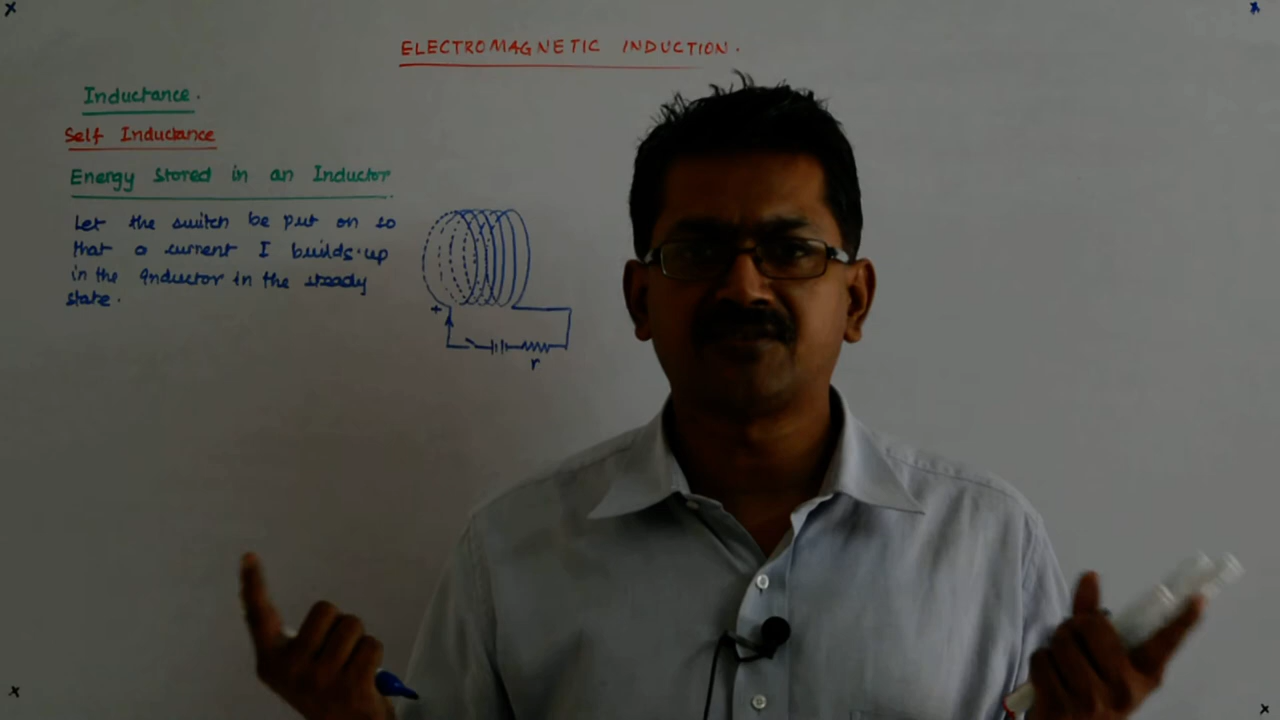 ELECTROMAGNETIC INDUCTION.
Inductance.
Self Inductance
Energy Stored in an Inductor
Let the switch be put on so
that a current I builds-up
in the Inductor in the steady
state.
+
r